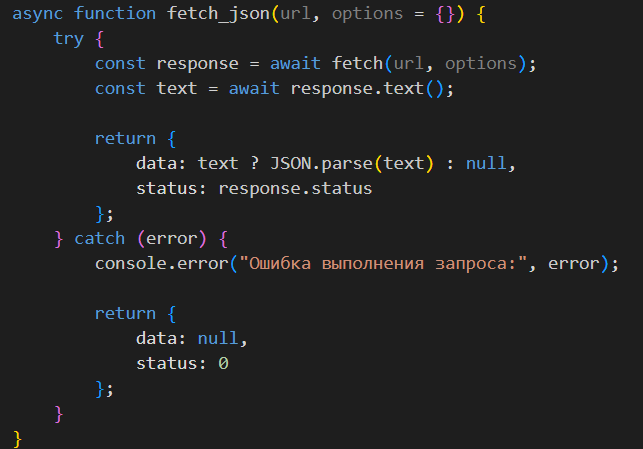 async function fetch_json(url, options = {}) {
    try {
        const response = await fetch(url, options);
        const text = await response.text();

        return {
            data: text ? JSON.parse(text) : null,
            status: response.status
        };
    } catch (error) {
        console.error("Ошибка выполнения запроса:", error);

        return {
            data: null,
            status: 0
        };
    }
}